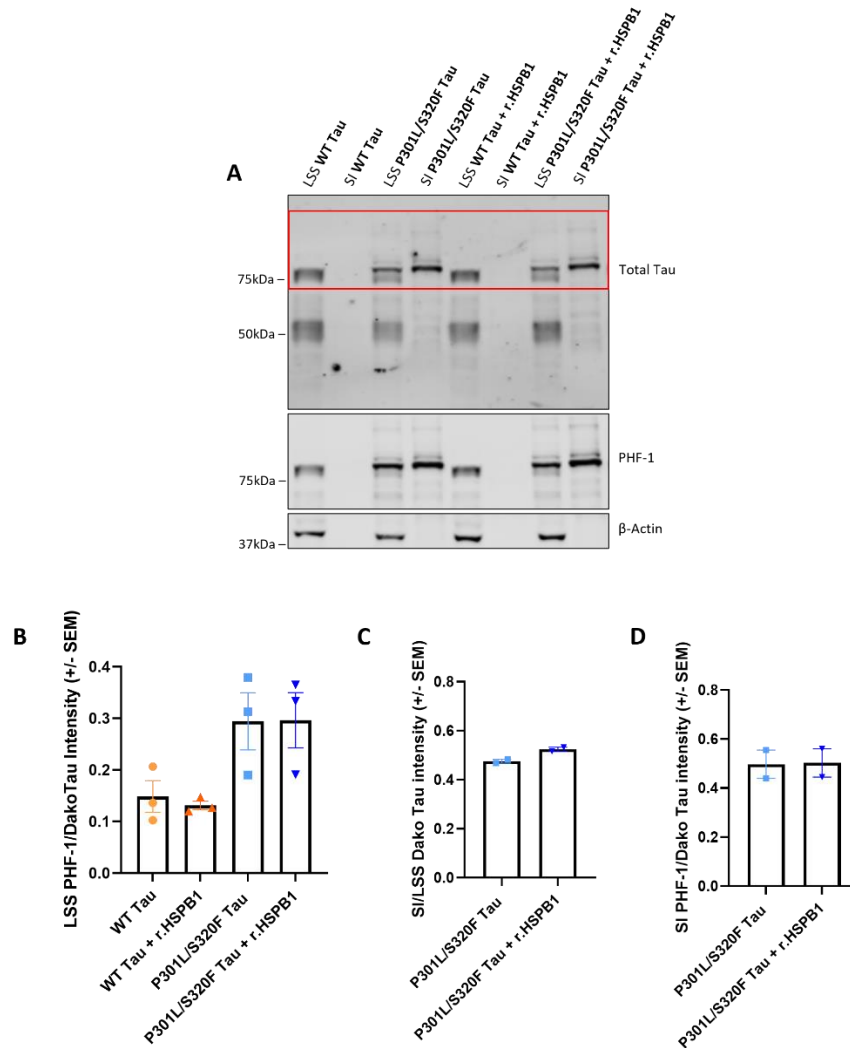 A
LSS WT Tau
SI WT Tau
LSS P301L/S320F Tau
SI P301L/S320F Tau
LSS WT Tau + r.HSPB1
SI WT Tau + r.HSPB1
LSS P301L/S320F Tau + r.HSPB1
SI P301L/S320F Tau + r.HSPB1
Total Tau
75kDa –
50kDa –
PHF-1
75kDa –
β-Actin
37kDa –
B
LSS PHF-1/DakoTau Intensity (+/- SEM)
0.4
0.3
0.2
0.1
0.0
WT Tau
WT Tau + r.HSPB1
P301L/S320F Tau
P301L/S320F Tau + r.HSPB1
C
SI/LSS Dako Tau intensity (+/- SEM)
0.8
0.6
0.4
0.2
0.0
P301L/S320F Tau
P301L/S320F Tau + r.HSPB1
D
SI PHF-1/Dako Tau intensity (+/- SEM)
0.8
0.6
0.4
0.2
0.0
P301L/S320F Tau
P301L/S320F Tau + r.HSPB1